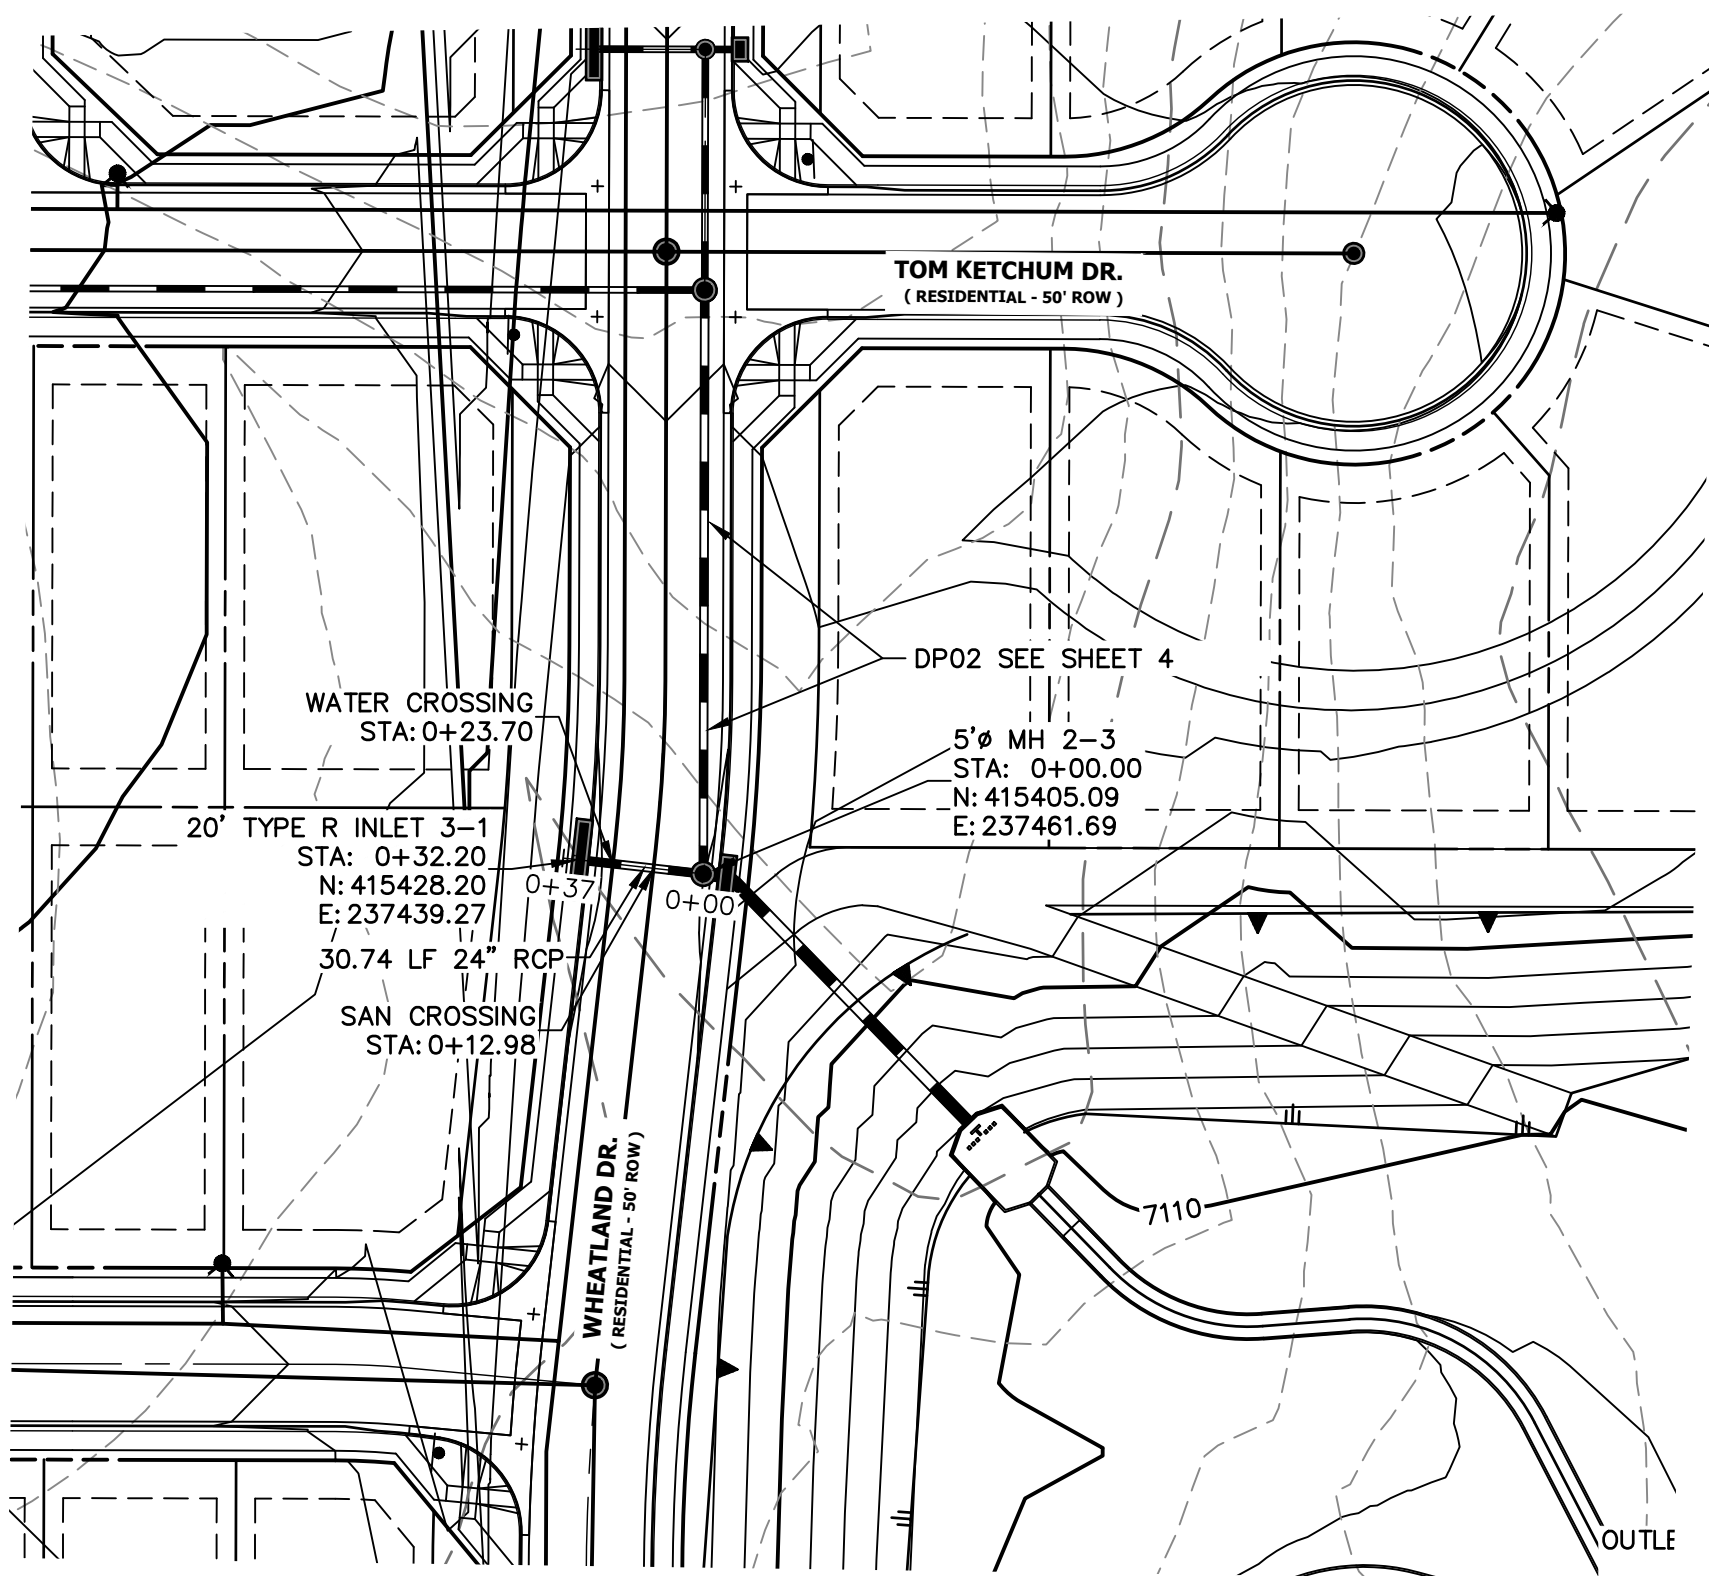 TOM KETCHUM DR.
( RESIDENTIAL - 50' ROW )
DP02 SEE SHEET 4
WATER CROSSING
STA: 0+23.70
5'ø MH 2-3
STA: 0+00.00
N: 415405.09
E: 237461.69
20' TYPE R INLET 3-1
STA: 0+32.20
N: 415428.20
E: 237439.27
0+37
0+00
30.74 LF 24" RCP
SAN CROSSING
STA: 0+12.98
WHEATLAND DR.
( RESIDENTIAL - 50' ROW )
7110
OUTLE